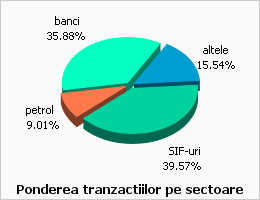 banci
35.88%
altele
15.54%
petrol
9.01%
SIF-uri
39.57%
Ponderea tranzactiilor pe sectoare